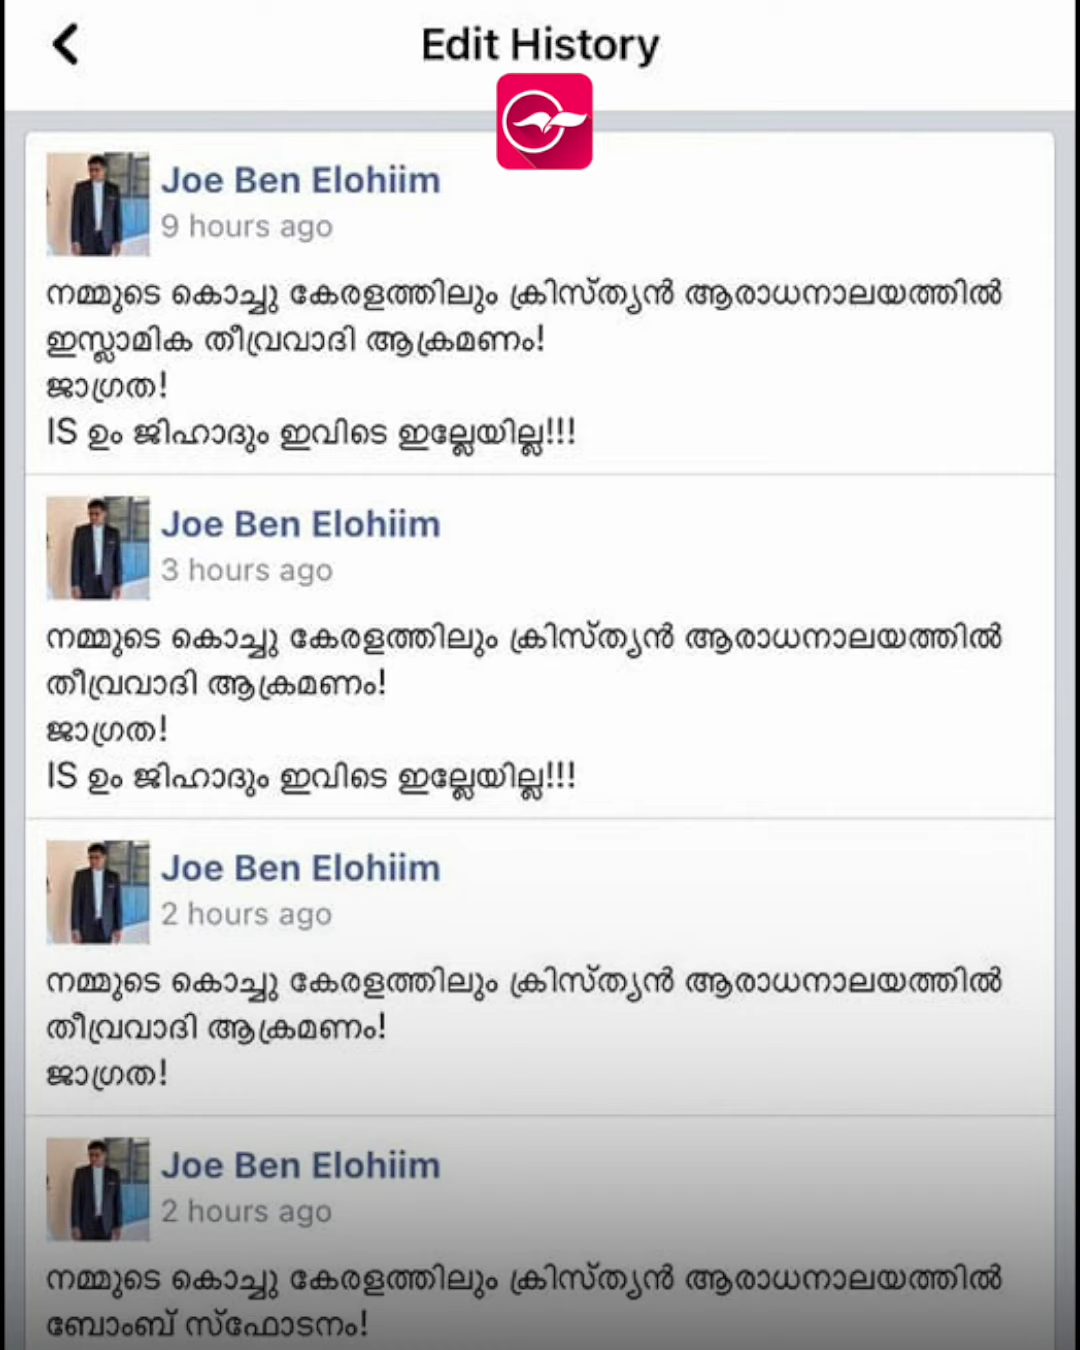 Edit History
Joe Ben Elohiim
9 hours ago
നമ്മുടെ കൊച്ചു കേരളത്തിലും ക്രിസ്ത്യൻ ആരാധനാലയത്തിൽ
ഇസ്ലാമിക തീവ്രവാദി ആക്രമണം!
ജാഗ്രത!
IS ഉം ജിഹാദും ഇവിടെ ഇല്ലേയില്ല!!!
Joe Ben Elohiim
3 hours ago
നമ്മുടെ കൊച്ചു കേരളത്തിലും ക്രിസ്ത്യൻ ആരാധനാലയത്തിൽ
തീവ്രവാദി ആക്രമണം!
ജാഗ്രത!
IS ഉം ജിഹാദും ഇവിടെ ഇല്ലേയില്ല!!!
Joe Ben Elohiim
2 hours ago
നമ്മുടെ കൊച്ചു കേരളത്തിലും ക്രിസ്ത്യൻ ആരാധനാലയത്തിൽ
തീവ്രവാദി ആക്രമണം!
ജാഗ്രത!
Joe Ben Elohiim
2 hours ago
നമ്മുടെ കൊച്ചു കേരളത്തിലും ക്രിസ്ത്യൻ ആരാധനാലയത്തിൽ
ബോംബ് സ്ഫോടനം!